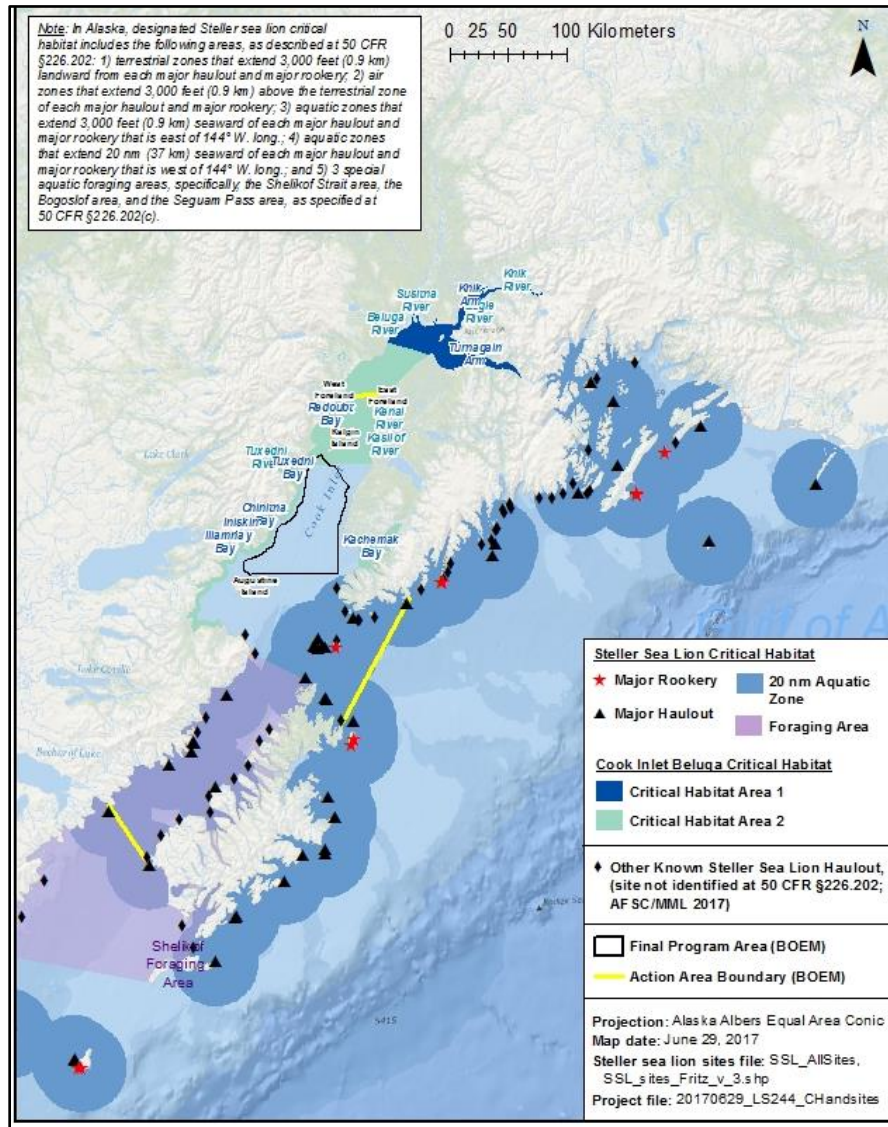 Note: In Alaska, designated Steller sea lion critical
habitat includes the following areas, as described at 50 CFR
§226.202: 1) terrestrial zones that extend 3,000 feet (0.9 km)
landward from each major haulout and major rookery; 2) air
zones that extend 3,000 feet (0.9 km) above the terrestrial zone
of each major haulout and major rookery; 3) aquatic zones that
extend 3,000 feet (0.9 km) seaward of each major haulout and
major rookery that is east of 144° W. long.; 4) aquatic zones
that extend 20 nm (37 km) seaward of each major haulout and
major rookery that is west of 144° W. long.; and 5) 3 special
aquatic foraging areas, specifically, the Shelikof Strait area, the
Bogoslof area, and the Seguam Pass area, as specified at
50 CFR §226.202(c).
0 25 50 100 Kilometers
N
Knik
River
Susitna
River
Knik
Arm
Eagle
River
Beluga
River
Turnagain
Arm
West
Foreland
East
Foreland
Redoubt
Bay
Kenai
River
Kalgin
Island
Kasilof
River
Tuxedni
River
Tuxedni
Bay
Lake Clark
Cook Inlet
Chinitna
Bay
Iniskin
Bay
Iliamna
Bay
Kachemak
Bay
Augustine
Island
Gulf of A
Shelikof
Foraging
Area
5415
Steller Sea Lion Critical Habitat
Major Rookery
20 nm Aquatic
Zone
Major Haulout
Foraging Area
Cook Inlet Beluga Critical Habitat
Critical Habitat Area 1
Critical Habitat Area 2
Other Known Steller Sea Lion Haulout,
(site not identified at 50 CFR §226.202;
AFSC/MML 2017)
Final Program Area (BOEM)
Action Area Boundary (BOEM)
Projection: Alaska Albers Equal Area Conic
Map date: June 29, 2017
Steller sea lion sites file: SSL_AllSites,
SSL_sites_Fritz_v_3.shp
Project file: 20170629_LS244_CHandsites